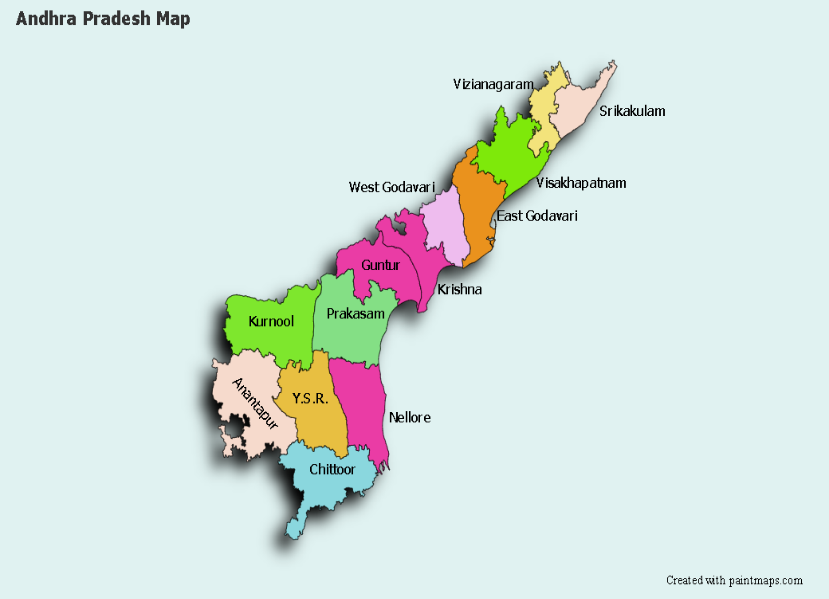 Andhra Pradesh Map
Vizianagaram
Srikakulam
Visakhapatnam
West Godavari
East Godavari
Guntur
Krishna
Prakasam
Kurnool
Anantapur
Y.S.R.
Nellore
Chittoor
Created with paintmaps.com